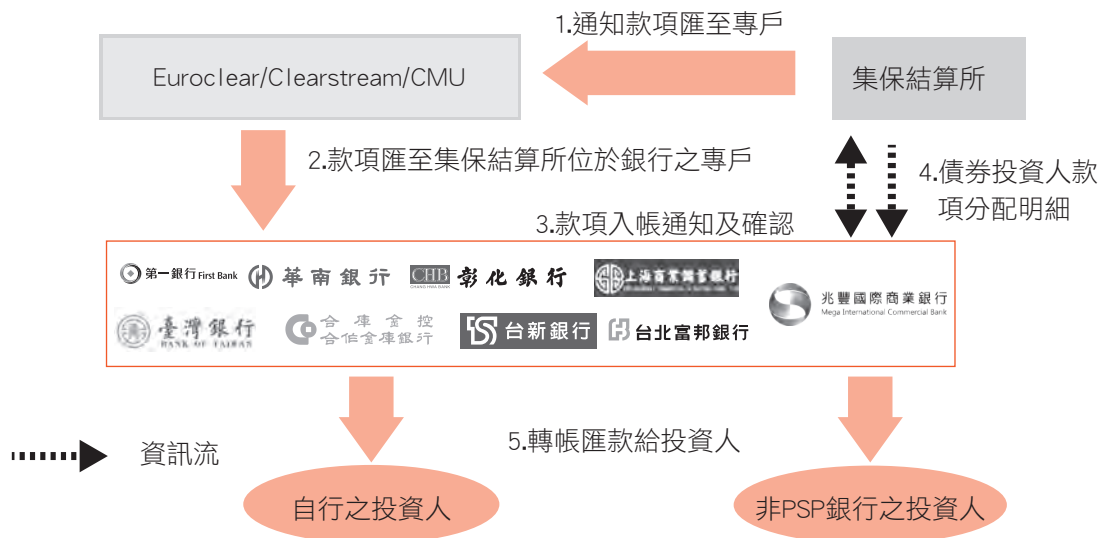 1.通知款項匯至專戶
Euroclear/Clearstream/CMU
集保結算所
2.款項匯至集保結算所位於銀行之專戶
4.債券投資人款
項分配明細
3.款項入帳通知及確認
第一銀行 First Bank
華南銀行
CHB 彰化銀行
CHANG HWA BANK
上海商業儲蓄銀行
兆豐國際商業銀行
Mega International Commercial Bank
臺灣銀行
BANK OF TAIWAN
合庫金控
合作金庫銀行
台新銀行
台北富邦銀行
5.轉帳匯款給投資人
資訊流
自行之投資人
非PSP銀行之投資人